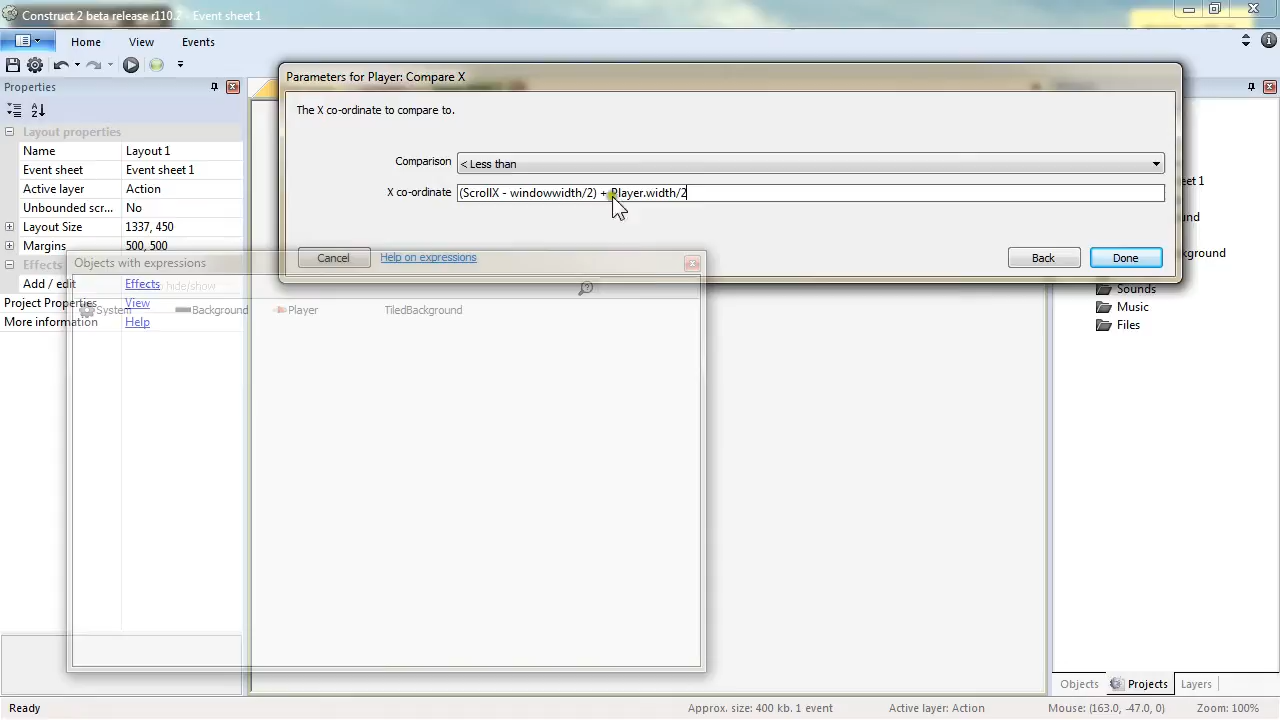 Construct 2 beta release r110.2 - Event sheet 1
Home View Events
Properties
Layout properties
Name Layout 1
Event sheet Event sheet 1
Active layer Action
Unbounded scr... No
Layout Size 1337, 450
Margins 500, 500
Effects
Add / edit Effects
Project Properties View
More information Help
Parameters for Player: Compare X
The X co-ordinate to compare to.
Comparison < Less than
X co-ordinate (ScrollX - windowwidth/2) + Player.width/2
Cancel Help on expressions Back Done
Objects with expressions
hide/show
System Background Player TiledBackground
Sounds
Music
Files
Objects Projects Layers
Ready Approx. size: 400 kb. 1 event Active layer: Action Mouse: (163.0, -47.0, 0) Zoom: 100%